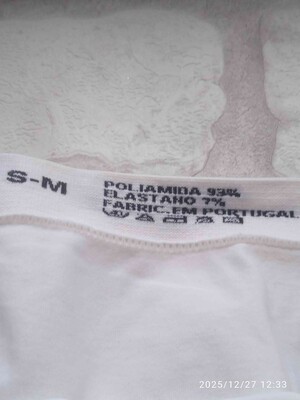 S-M
POLIAMIDA 93%
ELASTANO 7%
FABRIC.EM PORTUGAL
2025/12/27 12:33